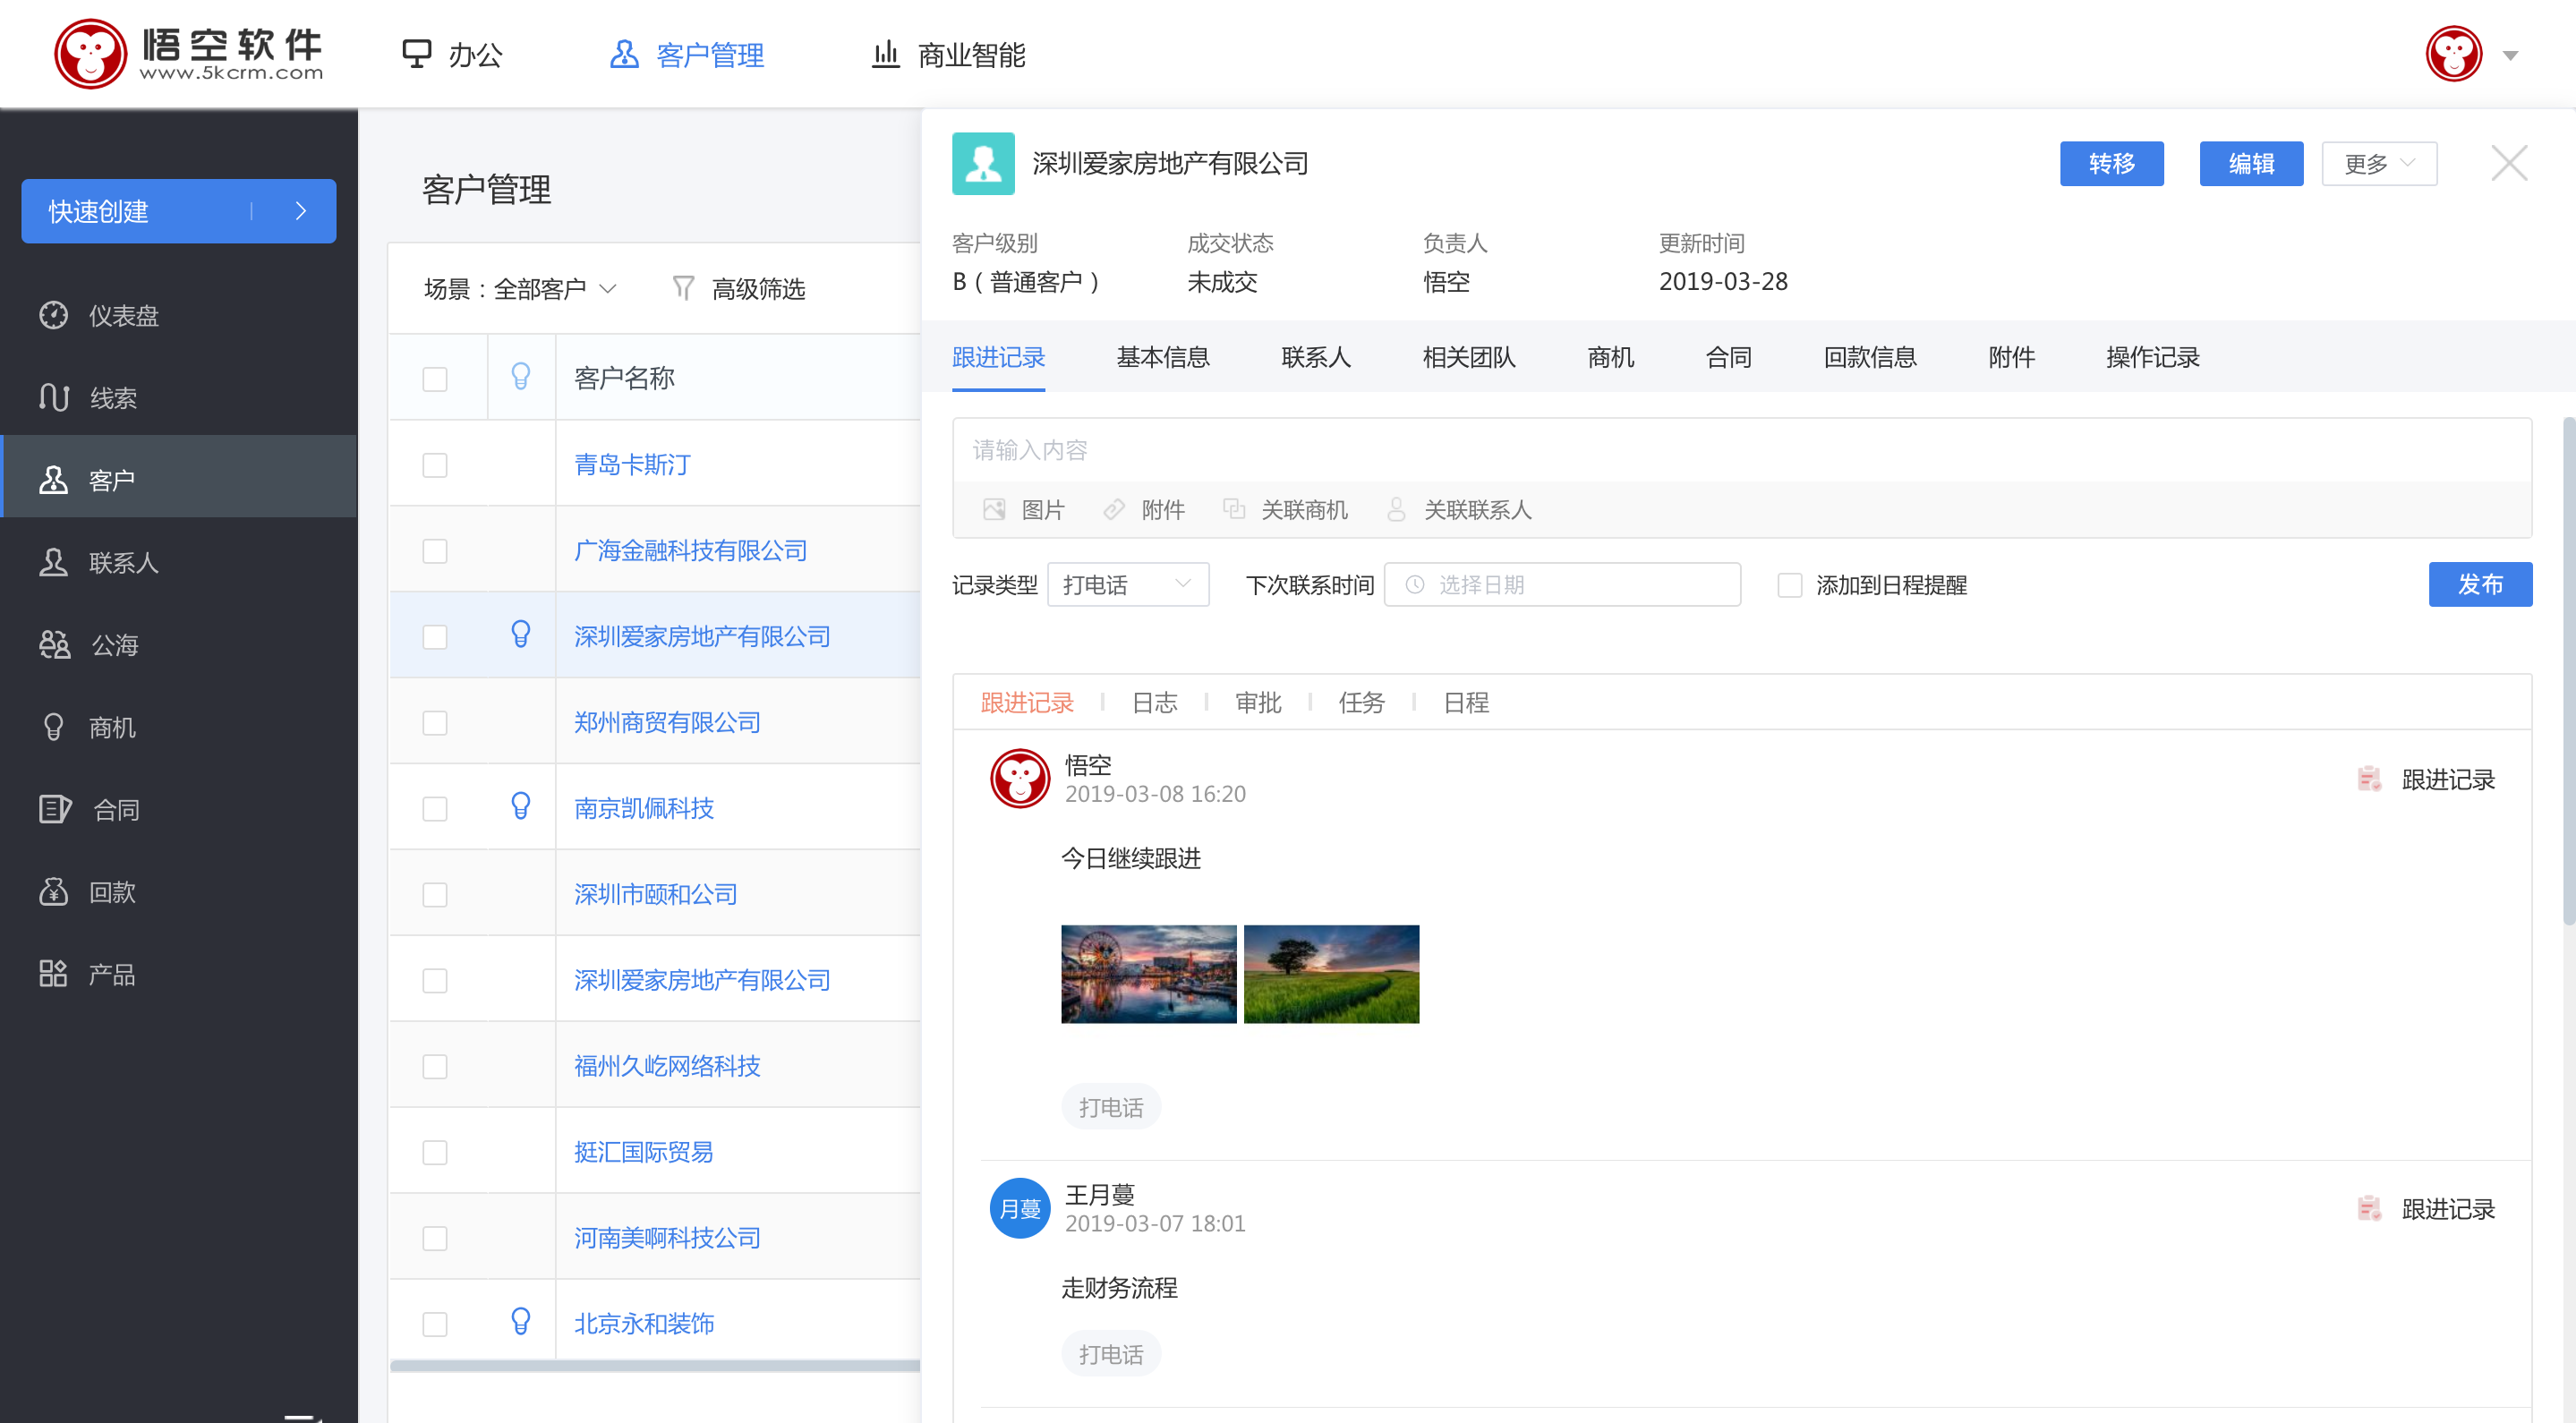 悟空软件
www.5kcrm.com
办公
客户管理
商业智能
快速创建
仪表盘
线索
客户
联系人
公海
商机
合同
回款
产品
客户管理
场景：全部客户
高级筛选
客户名称
青岛卡斯汀
广海金融科技有限公司
深圳爱家房地产有限公司
郑州商贸有限公司
南京凯佩科技
深圳市颐和公司
深圳爱家房地产有限公司
福州久屹网络科技
挺汇国际贸易
河南美啊科技公司
北京永和装饰
深圳爱家房地产有限公司
转移
编辑
更多
客户级别 成交状态 负责人 更新时间
B（普通客户） 未成交 悟空 2019-03-28
跟进记录 基本信息 联系人 相关团队 商机 合同 回款信息 附件 操作记录
请输入内容
图片 附件 关联商机 关联联系人
记录类型 打电话 下次联系时间 选择日期 添加到日程提醒 发布
跟进记录 日志 审批 任务 日程
悟空
2019-03-08 16:20
跟进记录
今日继续跟进
打电话
月蔓
王月蔓
2019-03-07 18:01
跟进记录
走财务流程
打电话